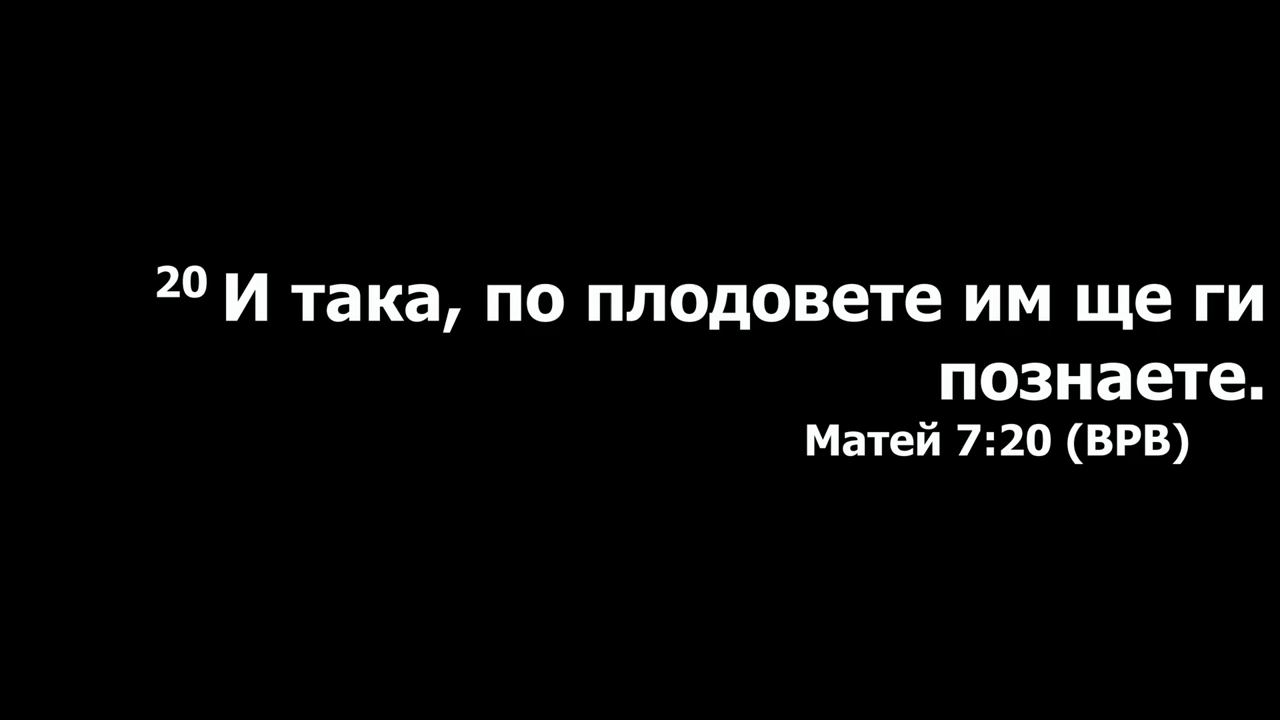 20 И така, по плодовете им ще ги
познаете.
Матей 7:20 (ВРВ)